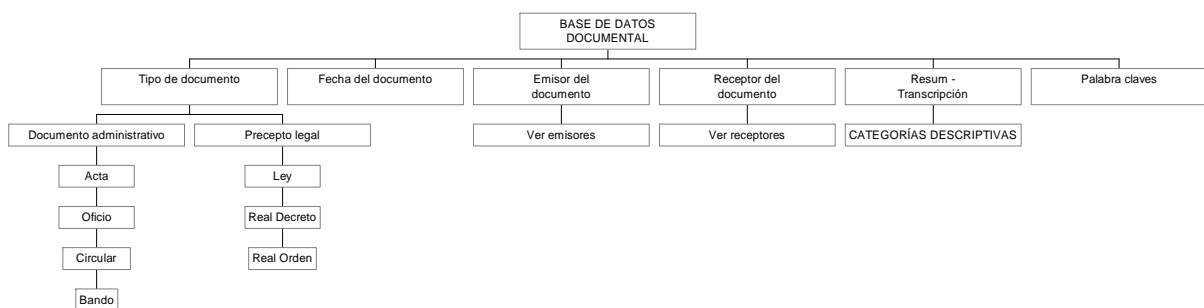 BASE DE DATOS
DOCUMENTAL
Tipo de documento
Fecha del documento
Emisor del
documento
Receptor del
documento
Resum -
Transcripción
Palabra claves
Documento administrativo
Precepto legal
Ver emisores
Ver receptores
CATEGORÍAS DESCRIPTIVAS
Acta
Ley
Oficio
Real Decreto
Circular
Real Orden
Bando